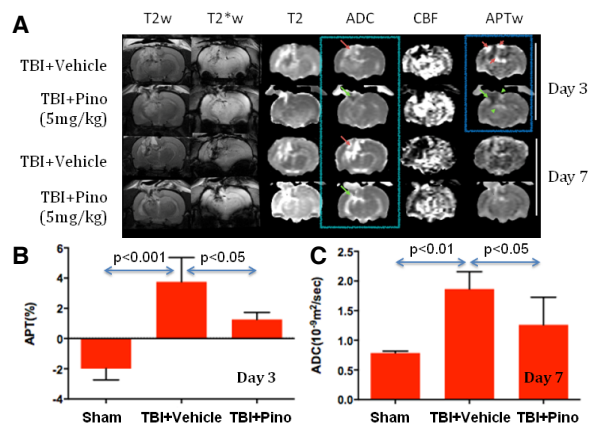 A
T2w T2*w T2 ADC CBF APTw
TBI+Vehicle
TBI+Pino
(5mg/kg)
Day 3
TBI+Vehicle
TBI+Pino
(5mg/kg)
Day 7
B
p<0.001 p<0.05
APT(%)
6
4
2
0
-2
-4
Day 3
Sham TBI+Vehicle TBI+Pino
C
p<0.01 p<0.05
ADC(10⁻⁹m²/sec)
2.5
2.0
1.5
1.0
0.5
0.0
Day 7
Sham TBI+Vehicle TBI+Pino